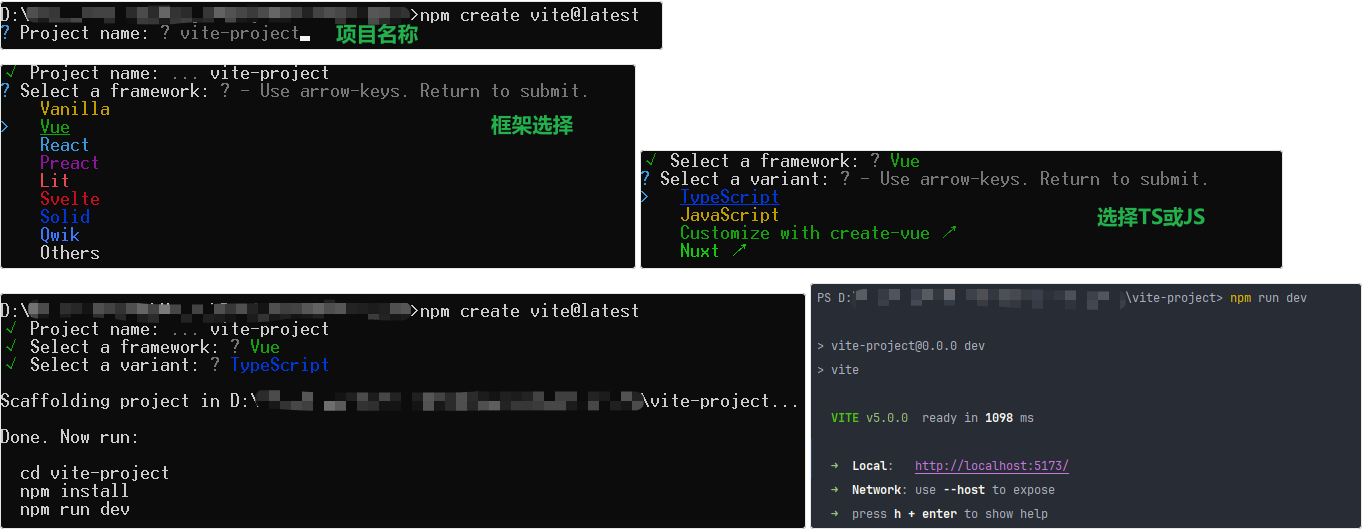 D:\ >npm create vite@latest
? Project name: ? vite-project 项目名称
√ Project name: ... vite-project
? Select a framework: ? - Use arrow-keys. Return to submit.
Vanilla
> Vue
React
Preact
Lit
Svelte
Solid
Qwik
Others
框架选择
√ Select a framework: ? Vue
? Select a variant: ? - Use arrow-keys. Return to submit.
> TypeScript
JavaScript
Customize with create-vue ↗
Nuxt ↗
选择TS或JS
D:\ >npm create vite@latest
√ Project name: ... vite-project
√ Select a framework: ? Vue
√ Select a variant: ? TypeScript
Scaffolding project in D:\ \vite-project...
Done. Now run:
cd vite-project
npm install
npm run dev
PS D:\ \vite-project> npm run dev
> vite-project@0.0.0 dev
> vite
VITE v5.0.0 ready in 1098 ms
➜ Local: http://localhost:5173/
➜ Network: use --host to expose
➜ press h + enter to show help